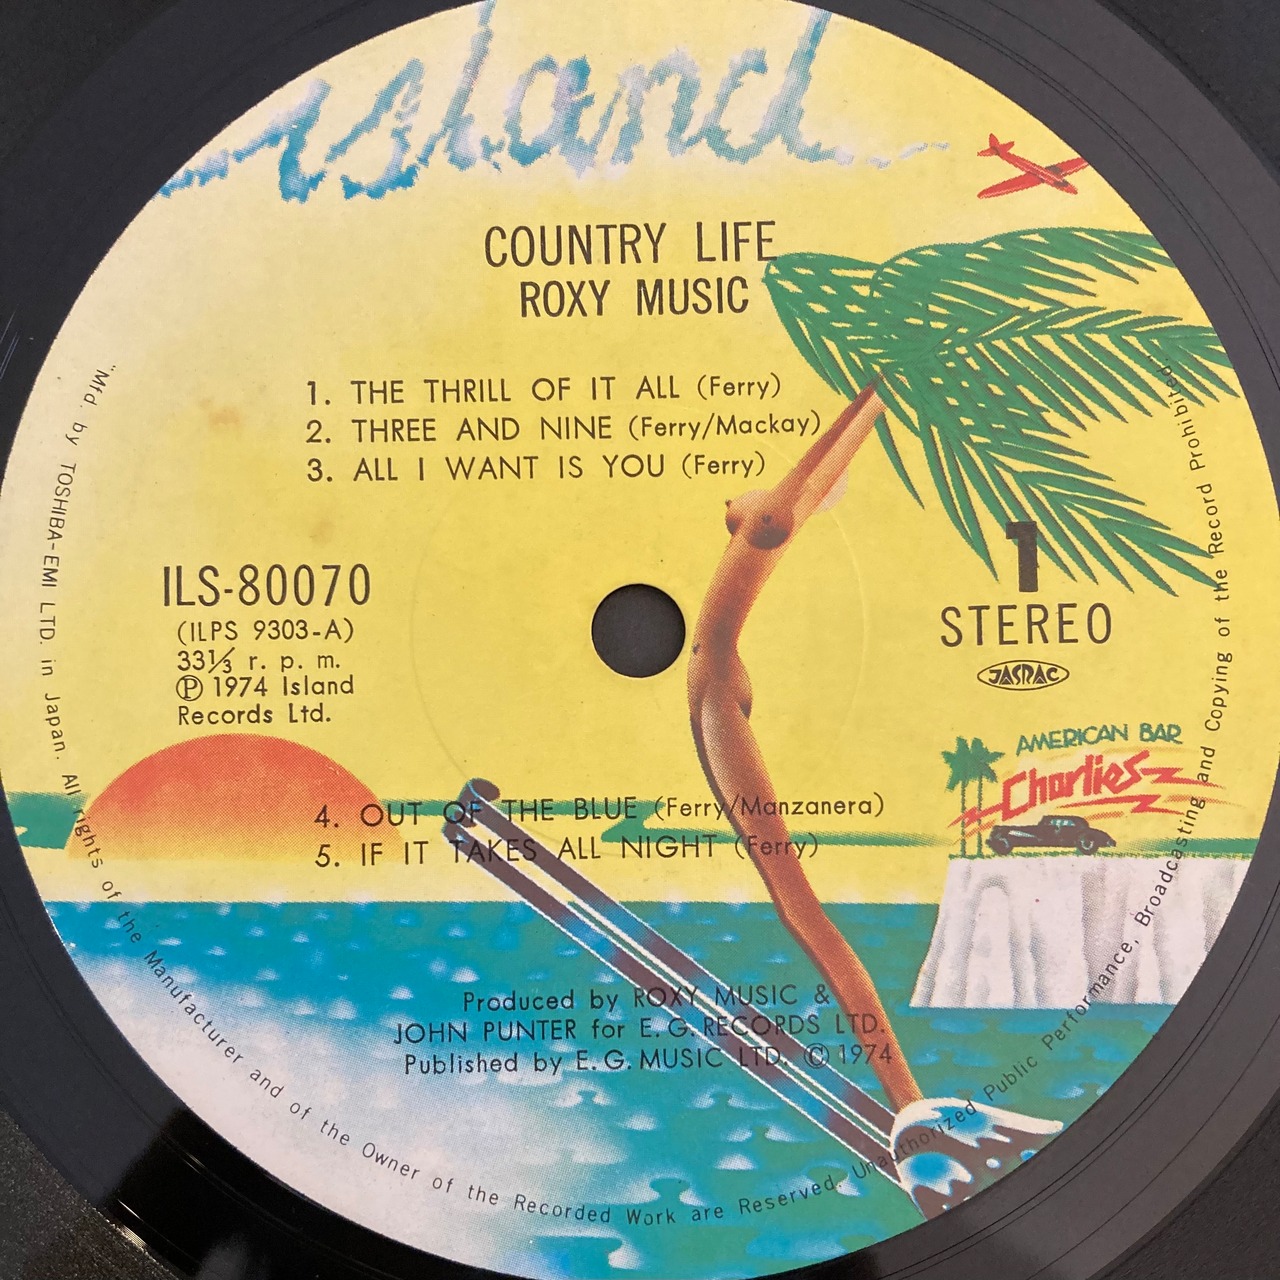 island
COUNTRY LIFE
ROXY MUSIC
1. THE THRILL OF IT ALL (Ferry)
2. THREE AND NINE (Ferry/Mackay)
3. ALL I WANT IS YOU (Ferry)
ILS-80070
(ILPS 9303-A)
33⅓ r. p. m.
℗ 1974 Island
Records Ltd.
1
STEREO
JASRAC
AMERICAN BAR
Charlies
4. OUT OF THE BLUE (Ferry/Manzanera)
5. IF IT TAKES ALL NIGHT (Ferry)
Produced by ROXY MUSIC &
JOHN PUNTER for E. G. RECORDS LTD.
Published by E. G. MUSIC LTD. © 1974
"Mfd. by TOSHIBA-EMI LTD. in Japan. All rights of the Manufacturer and of the Owner of the Recorded Work are Reserved. Unauthorized Public Performance, Broadcasting and Copying of the Record Prohibited."